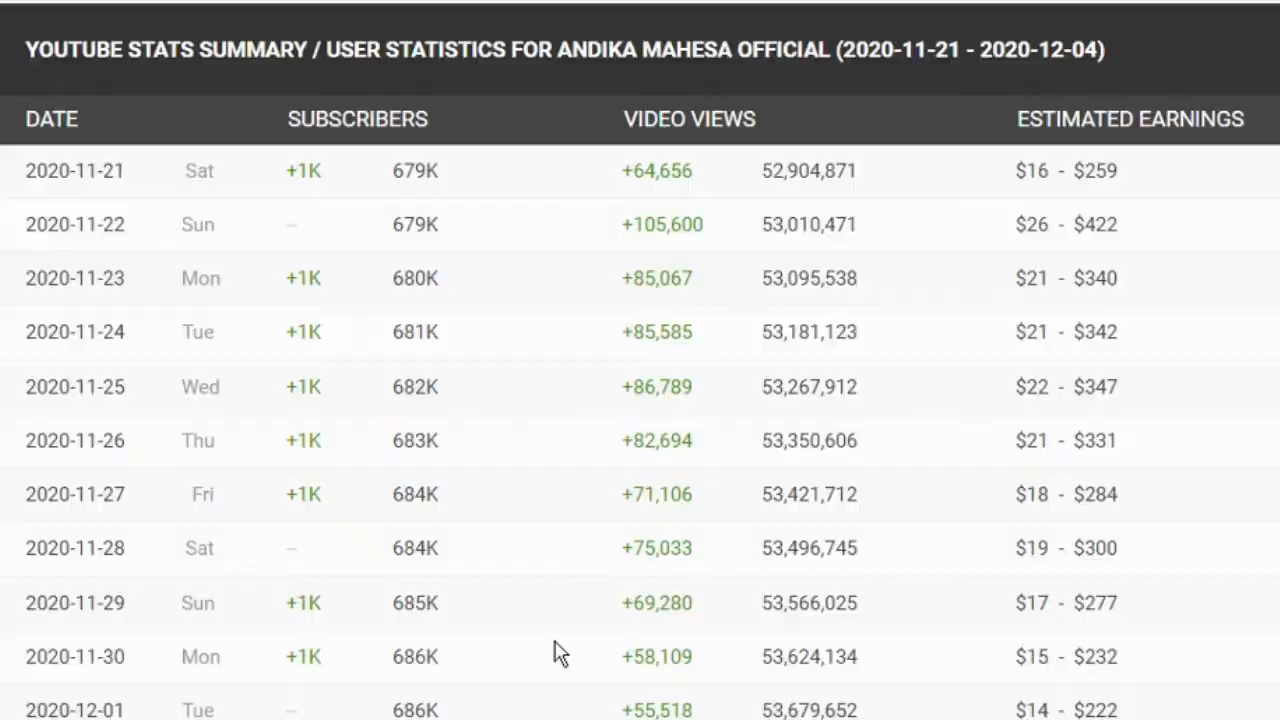 YOUTUBE STATS SUMMARY / USER STATISTICS FOR ANDIKA MAHESA OFFICIAL (2020-11-21 - 2020-12-04)
DATE SUBSCRIBERS VIDEO VIEWS ESTIMATED EARNINGS
2020-11-21 Sat +1K 679K +64,656 52,904,871 $16 - $259
2020-11-22 Sun -- 679K +105,600 53,010,471 $26 - $422
2020-11-23 Mon +1K 680K +85,067 53,095,538 $21 - $340
2020-11-24 Tue +1K 681K +85,585 53,181,123 $21 - $342
2020-11-25 Wed +1K 682K +86,789 53,267,912 $22 - $347
2020-11-26 Thu +1K 683K +82,694 53,350,606 $21 - $331
2020-11-27 Fri +1K 684K +71,106 53,421,712 $18 - $284
2020-11-28 Sat -- 684K +75,033 53,496,745 $19 - $300
2020-11-29 Sun +1K 685K +69,280 53,566,025 $17 - $277
2020-11-30 Mon +1K 686K +58,109 53,624,134 $15 - $232
2020-12-01 Tue -- 686K +55,518 53,679,652 $14 - $222